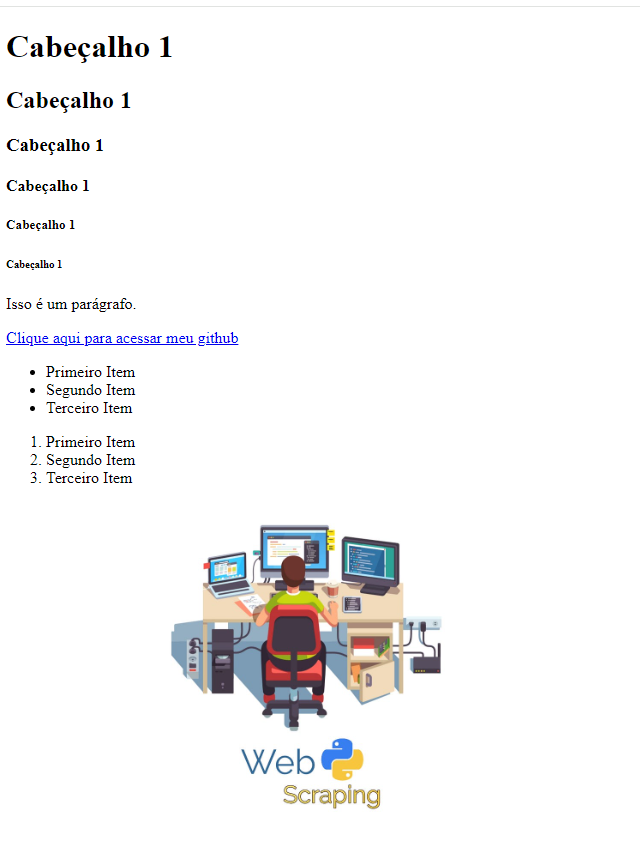 Cabeçalho 1
Cabeçalho 1
Cabeçalho 1
Cabeçalho 1
Cabeçalho 1
Cabeçalho 1
Isso é um parágrafo.
Clique aqui para acessar meu github
Primeiro Item
Segundo Item
Terceiro Item
1. Primeiro Item
2. Segundo Item
3. Terceiro Item
Web
Scraping